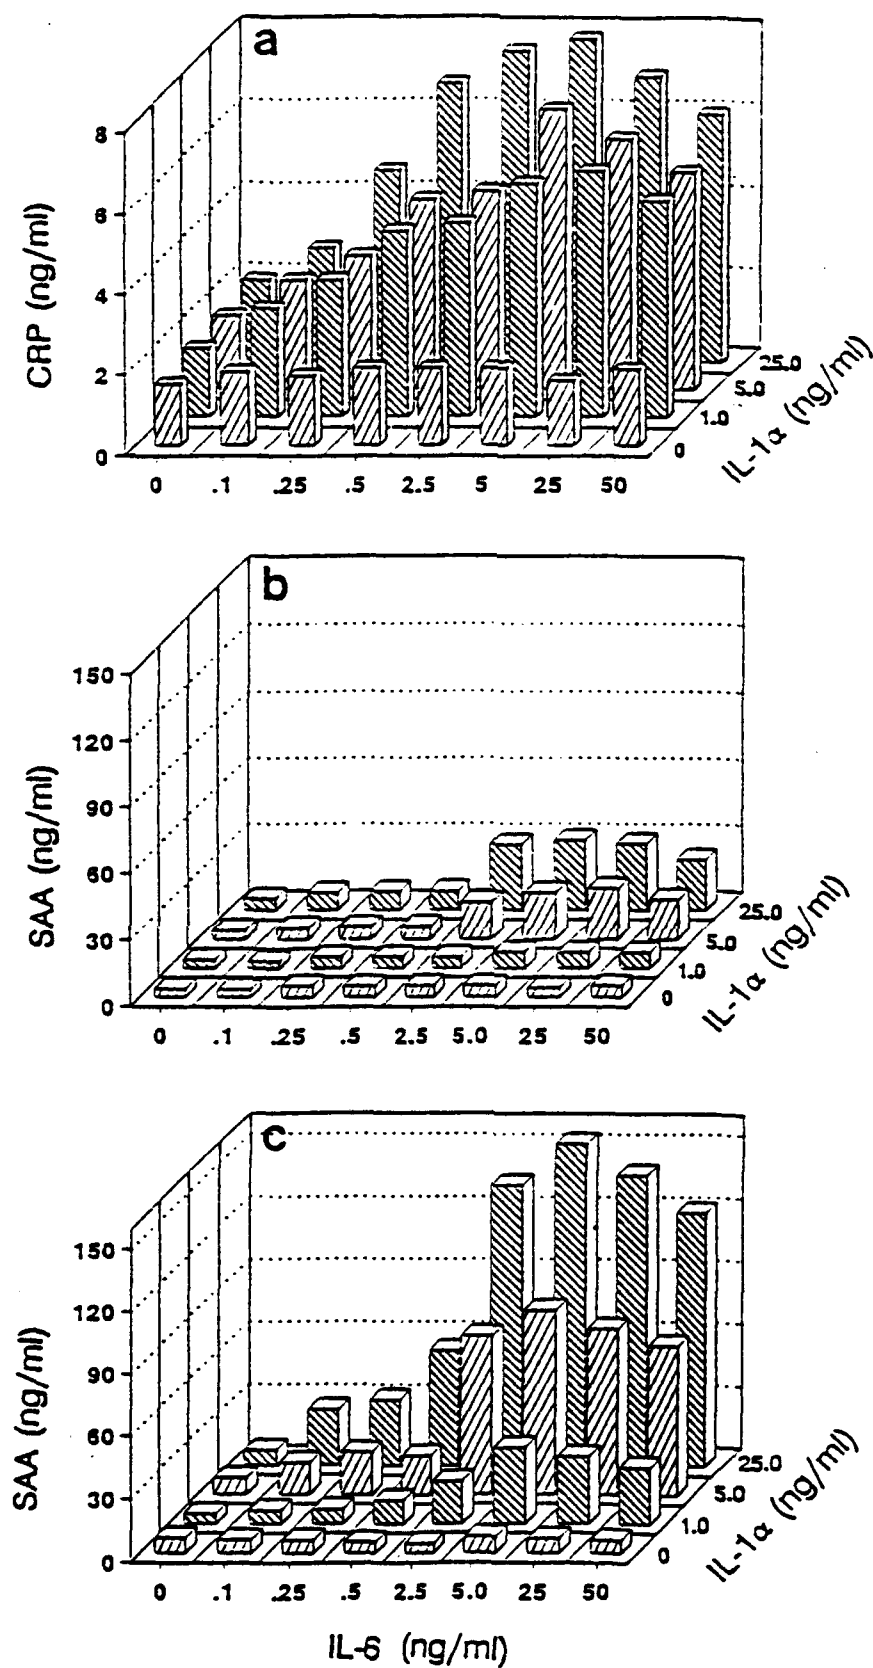 a
8
6
4
2
0
CRP (ng/ml)
0 .1 .25 .5 2.5 5 25 50
0
1.0
5.0
25.0
IL-1α (ng/ml)
b
150
120
90
60
30
0
SAA (ng/ml)
0 .1 .25 .5 2.5 5.0 25 50
0
1.0
5.0
25.0
IL-1α (ng/ml)
c
150
120
90
60
30
0
SAA (ng/ml)
0 .1 .25 .5 2.5 5.0 25 50
0
1.0
5.0
25.0
IL-1α (ng/ml)
IL-6 (ng/ml)